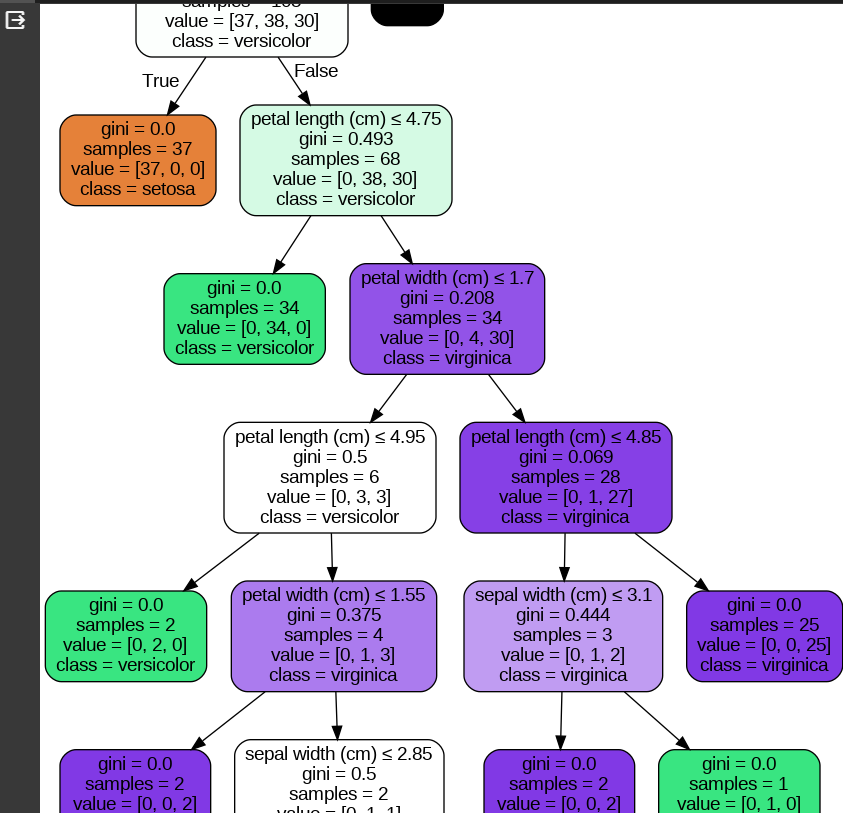 samples = 105
value = [37, 38, 30]
class = versicolor
True
False
gini = 0.0
samples = 37
value = [37, 0, 0]
class = setosa
petal length (cm) ≤ 4.75
gini = 0.493
samples = 68
value = [0, 38, 30]
class = versicolor
gini = 0.0
samples = 34
value = [0, 34, 0]
class = versicolor
petal width (cm) ≤ 1.7
gini = 0.208
samples = 34
value = [0, 4, 30]
class = virginica
petal length (cm) ≤ 4.95
gini = 0.5
samples = 6
value = [0, 3, 3]
class = versicolor
petal length (cm) ≤ 4.85
gini = 0.069
samples = 28
value = [0, 1, 27]
class = virginica
gini = 0.0
samples = 2
value = [0, 2, 0]
class = versicolor
petal width (cm) ≤ 1.55
gini = 0.375
samples = 4
value = [0, 1, 3]
class = virginica
sepal width (cm) ≤ 3.1
gini = 0.444
samples = 3
value = [0, 1, 2]
class = virginica
gini = 0.0
samples = 25
value = [0, 0, 25]
class = virginica
gini = 0.0
samples = 2
value = [0, 0, 2]
sepal width (cm) ≤ 2.85
gini = 0.5
samples = 2
value = [0, 1, 1]
gini = 0.0
samples = 2
value = [0, 0, 2]
gini = 0.0
samples = 1
value = [0, 1, 0]